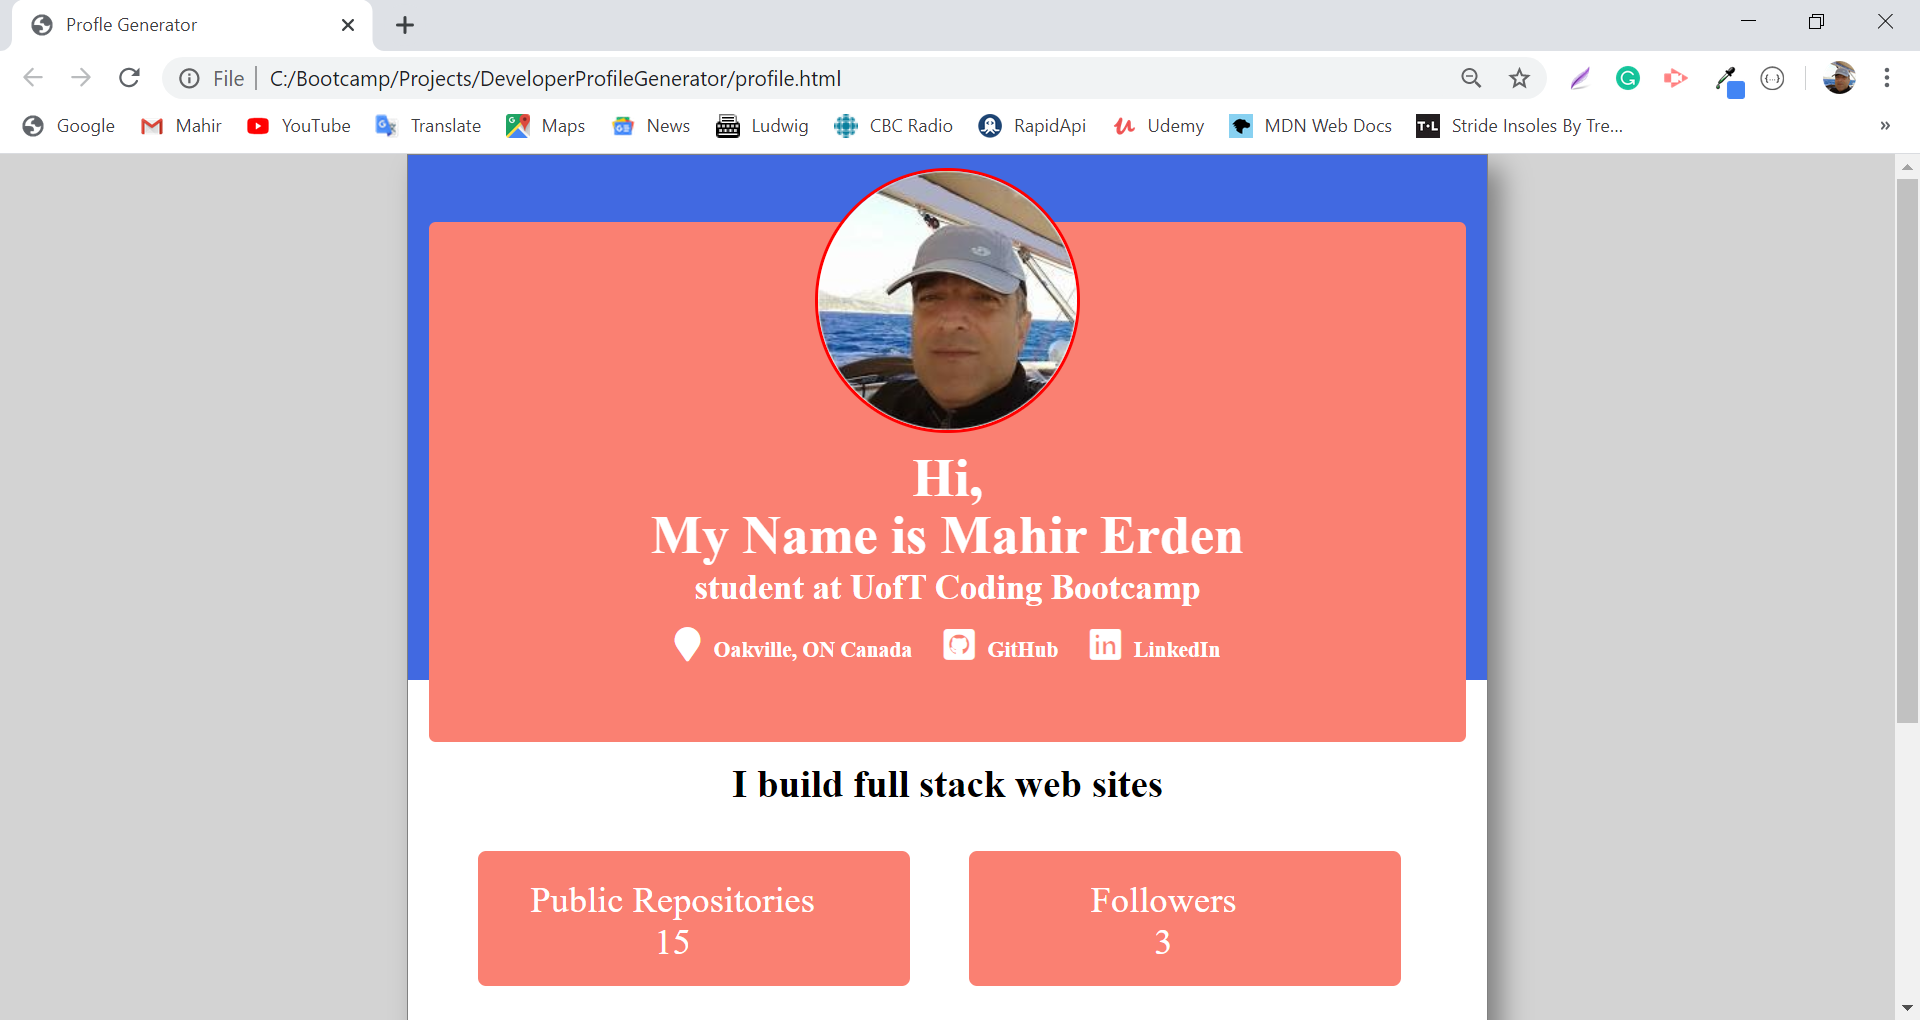 Profle Generator
File C:/Bootcamp/Projects/DeveloperProfileGenerator/profile.html
Google Mahir YouTube Translate Maps News Ludwig CBC Radio RapidApi Udemy MDN Web Docs T•L Stride Insoles By Tre... »
Hi,
My Name is Mahir Erden
student at UofT Coding Bootcamp
Oakville, ON Canada GitHub in LinkedIn
I build full stack web sites
Public Repositories
15
Followers
3